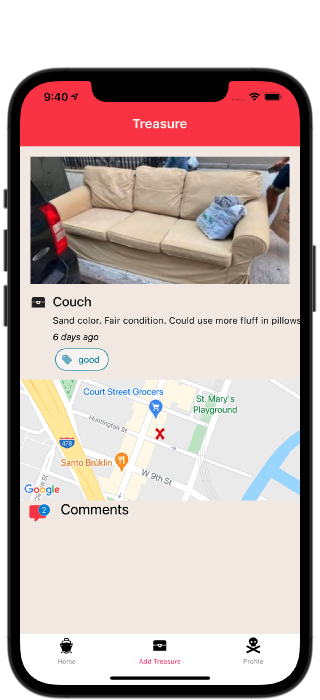 9:40
Treasure
Couch
Sand color. Fair condition. Could use more fluff in pillows
6 days ago
good
Court Street Grocers
St. Mary's
Playground
Huntington St
478
Santo Brúklin
W 9th St
Google
2
Comments
Home
Add Treasure
Profile